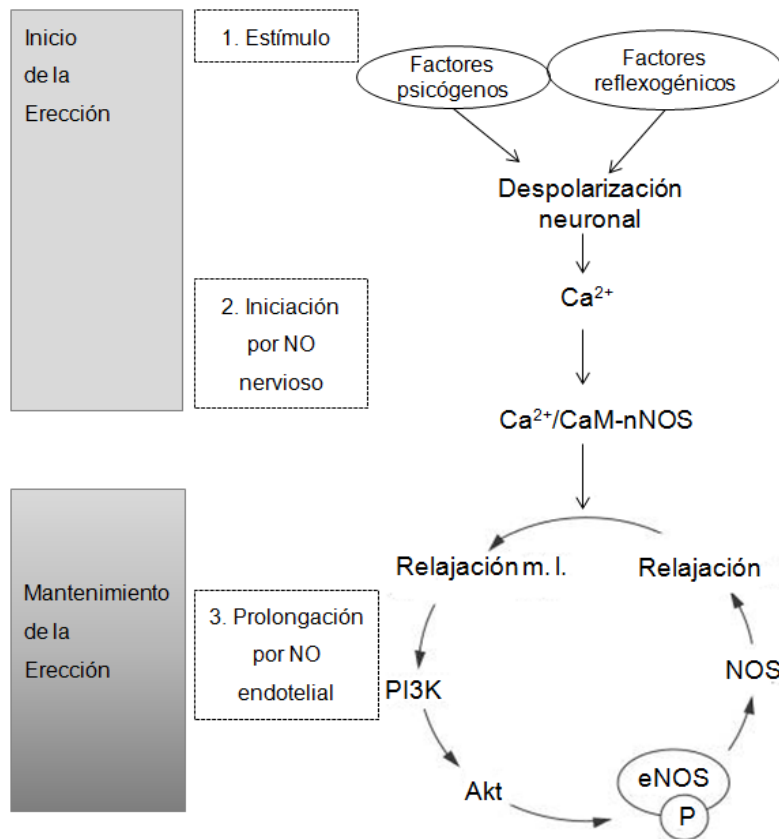 Inicio
de la
Erección
1. Estímulo
Factores
psicógenos
Factores
reflexogénicos
Despolarización
neuronal
Ca²⁺
2. Iniciación
por NO
nervioso
Ca²⁺/CaM-nNOS
Mantenimiento
de la
Erección
3. Prolongación
por NO
endotelial
Relajación m. l.
Relajación
PI3K
NOS
Akt
eNOS
P